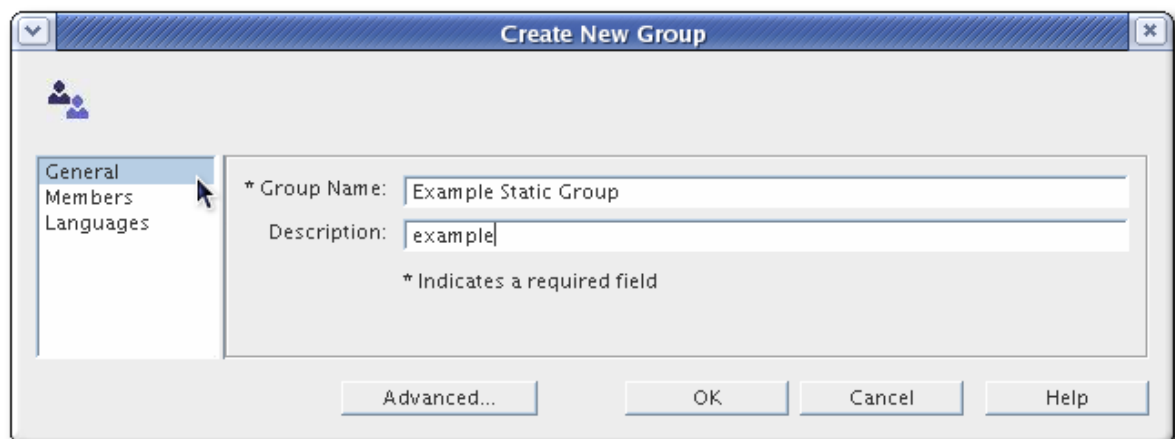 Create New Group
General
Members
Languages
* Group Name: Example Static Group
Description: example
* Indicates a required field
Advanced... OK Cancel Help